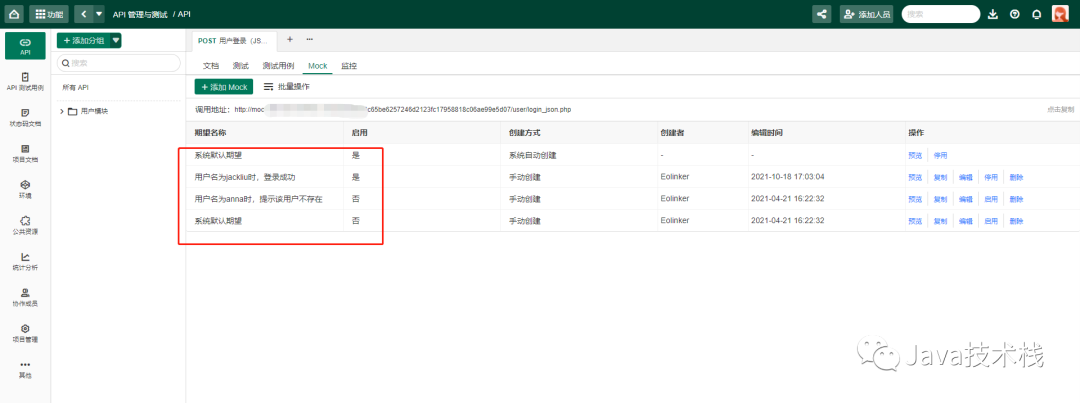 功能 API 管理与测试 / API 添加人员 搜索
API
API 测试用例
状态码文档
项目文档
环境
公共资源
统计分析
协作成员
项目管理
其他
+ 添加分组
搜索
所有 API
用户模块
POST 用户登录（JS... + ...
文档 测试 测试用例 Mock 监控
+ 添加 Mock 批量操作
调用地址： http://moc c65be6257246d2123fc17958818c06ae99e5d07/user/login_json.php 点击复制
期望名称 启用 创建方式 创建者 编辑时间 操作
系统默认期望 是 系统自动创建 - - 预览 停用
用户名为jackliu时，登录成功 是 手动创建 Eolinker 2021-10-18 17:03:04 预览 复制 编辑 停用 删除
用户名为anna时，提示该用户不存在 否 手动创建 Eolinker 2021-04-21 16:22:32 预览 复制 编辑 启用 删除
系统默认期望 否 手动创建 Eolinker 2021-04-21 16:22:32 预览 复制 编辑 启用 删除
Java技术栈